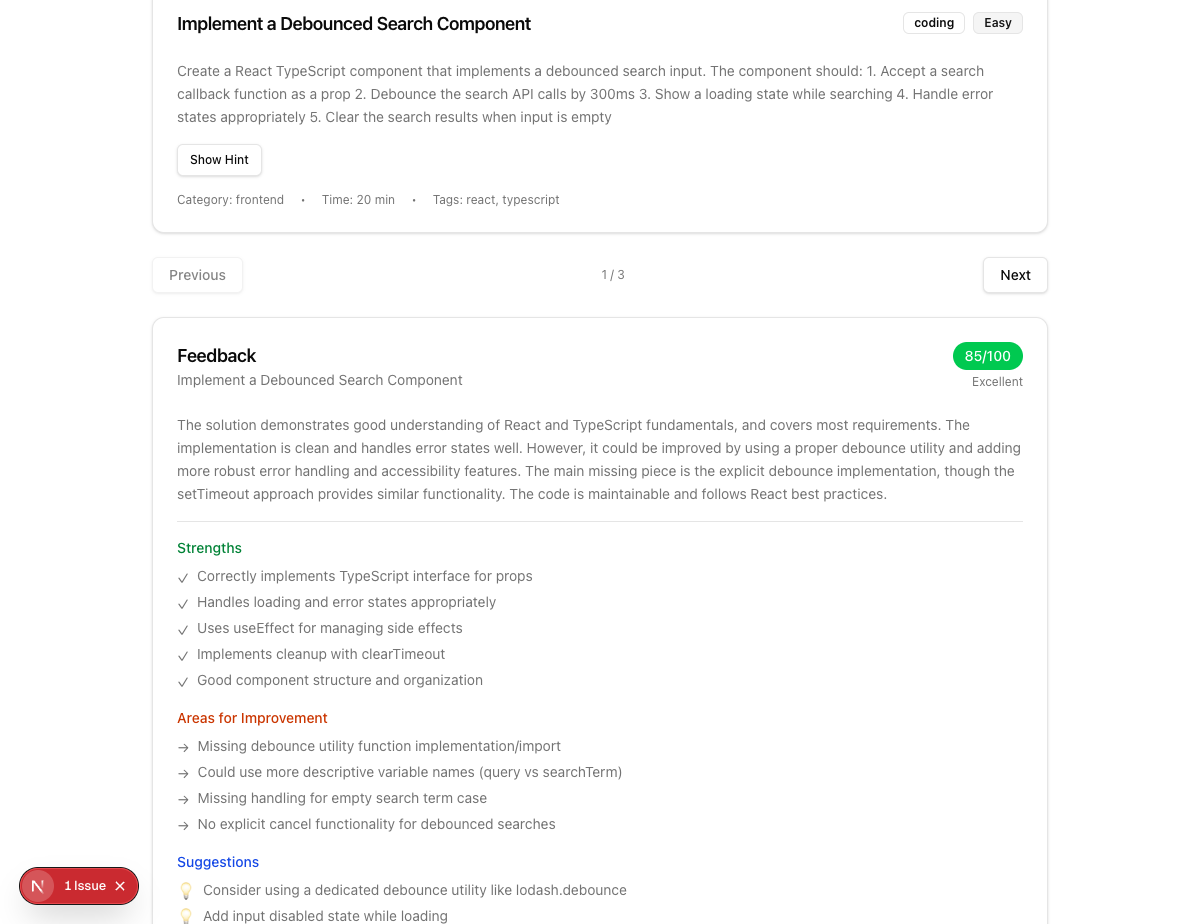 Implement a Debounced Search Component
coding
Easy
Create a React TypeScript component that implements a debounced search input. The component should: 1. Accept a search
callback function as a prop 2. Debounce the search API calls by 300ms 3. Show a loading state while searching 4. Handle error
states appropriately 5. Clear the search results when input is empty
Show Hint
Category: frontend • Time: 20 min • Tags: react, typescript
Previous
1 / 3
Next
Feedback
85/100
Implement a Debounced Search Component
Excellent
The solution demonstrates good understanding of React and TypeScript fundamentals, and covers most requirements. The
implementation is clean and handles error states well. However, it could be improved by using a proper debounce utility and adding
more robust error handling and accessibility features. The main missing piece is the explicit debounce implementation, though the
setTimeout approach provides similar functionality. The code is maintainable and follows React best practices.
Strengths
✓ Correctly implements TypeScript interface for props
✓ Handles loading and error states appropriately
✓ Uses useEffect for managing side effects
✓ Implements cleanup with clearTimeout
✓ Good component structure and organization
Areas for Improvement
→ Missing debounce utility function implementation/import
→ Could use more descriptive variable names (query vs searchTerm)
→ Missing handling for empty search term case
→ No explicit cancel functionality for debounced searches
Suggestions
💡 Consider using a dedicated debounce utility like lodash.debounce
💡 Add input disabled state while loading
N 1 Issue ×